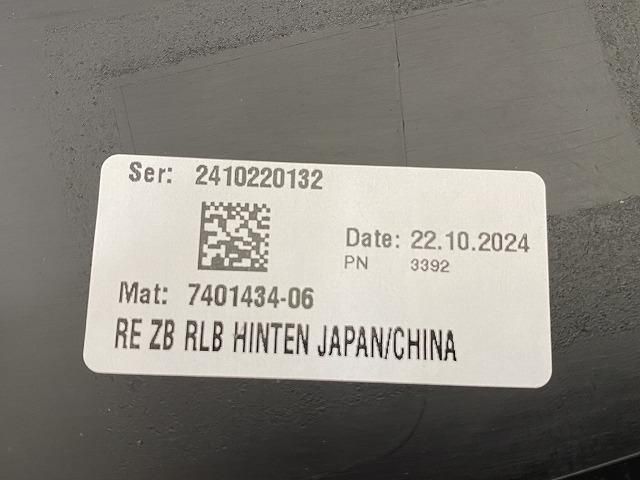 Ser: 2410220132
Date: 22.10.2024
PN 3392
Mat: 7401434-06
RE ZB RLB HINTEN JAPAN/CHINA